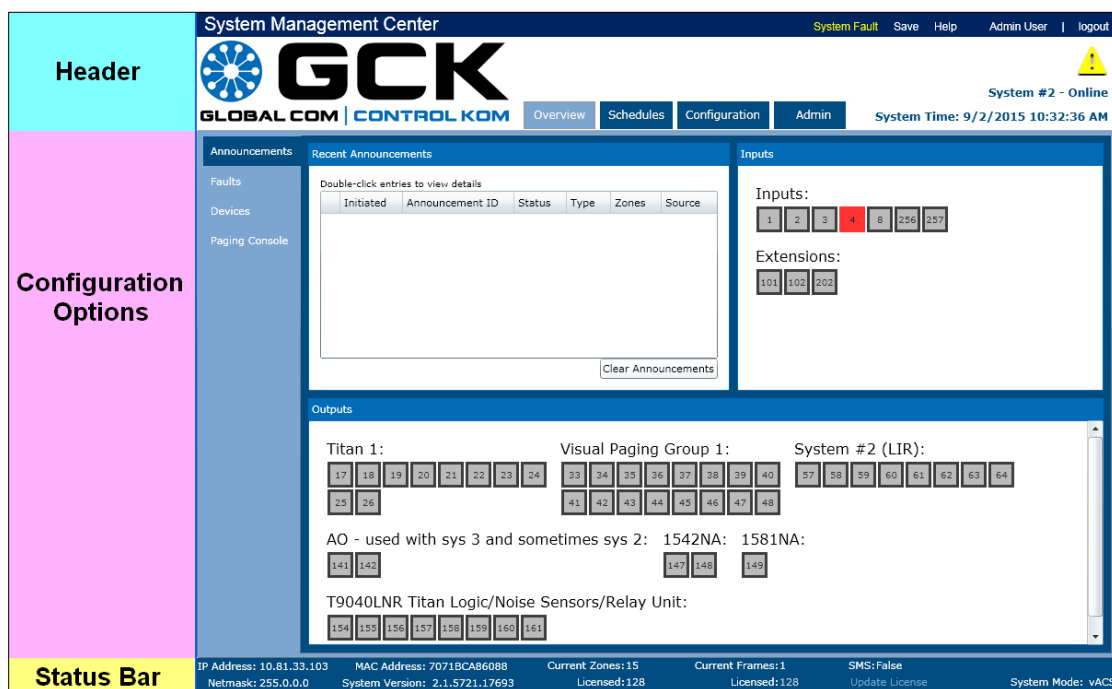 Header
System Management Center
System Fault Save Help Admin User | logout
GCK
GLOBAL COM | CONTROL KOM
System #2 - Online
System Time: 9/2/2015 10:32:36 AM
Overview Schedules Configuration Admin
Configuration
Options
Announcements
Faults
Devices
Paging Console
Recent Announcements
Double-click entries to view details
Initiated Announcement ID Status Type Zones Source
Clear Announcements
Inputs
Inputs:
1 2 3 4 8 256 257
Extensions:
101 102 202
Outputs
Titan 1:
17 18 19 20 21 22 23 24
25 26
Visual Paging Group 1:
33 34 35 36 37 38 39 40
41 42 43 44 45 46 47 48
System #2 (LIR):
57 58 59 60 61 62 63 64
AO - used with sys 3 and sometimes sys 2:
141 142
1542NA:
147 148
1581NA:
149
T9040LNR Titan Logic/Noise Sensors/Relay Unit:
154 155 156 157 158 159 160 161
Status Bar
IP Address: 10.81.33.103 MAC Address: 7071BCA86088 Current Zones:15 Current Frames:1 SMS:False
Netmask: 255.0.0.0 System Version: 2.1.5721.17693 Licensed:128 Licensed:128 Update License System Mode: vACS